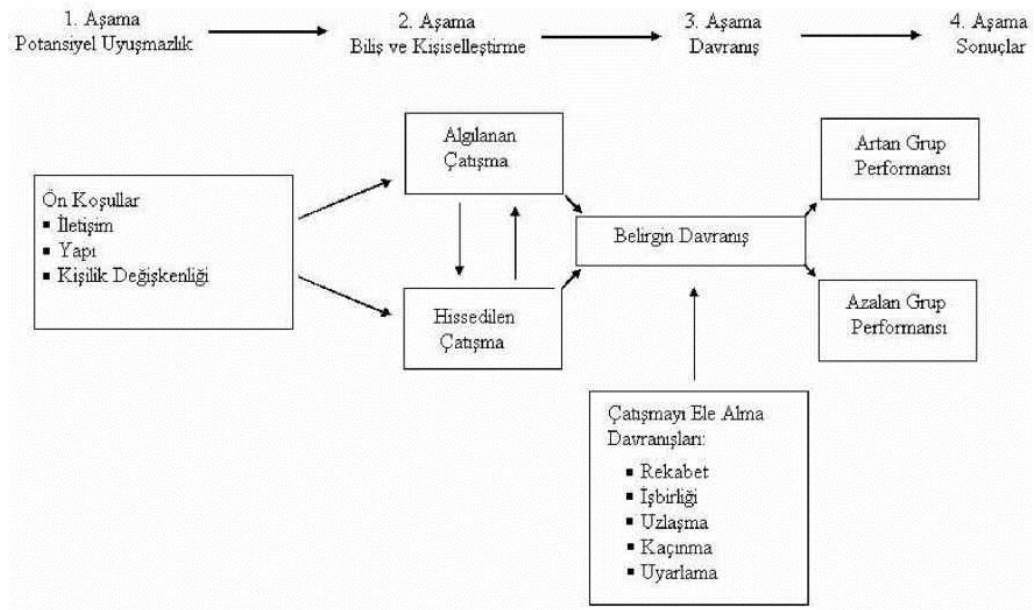 1. Aşama
Potansiyel Uyuşmazlık
2. Aşama
Biliş ve Kişiselleştirme
3. Aşama
Davranış
4. Aşama
Sonuçlar
Ön Koşullar
▪ İletişim
▪ Yapı
▪ Kişilik Değişkenliği
Algılanan
Çatışma
Hissedilen
Çatışma
Belirgin Davranış
Çatışmayı Ele Alma
Davranışları:
▪ Rekabet
▪ İşbirliği
▪ Uzlaşma
▪ Kaçınma
▪ Uyarlama
Artan Grup
Performansı
Azalan Grup
Performansı